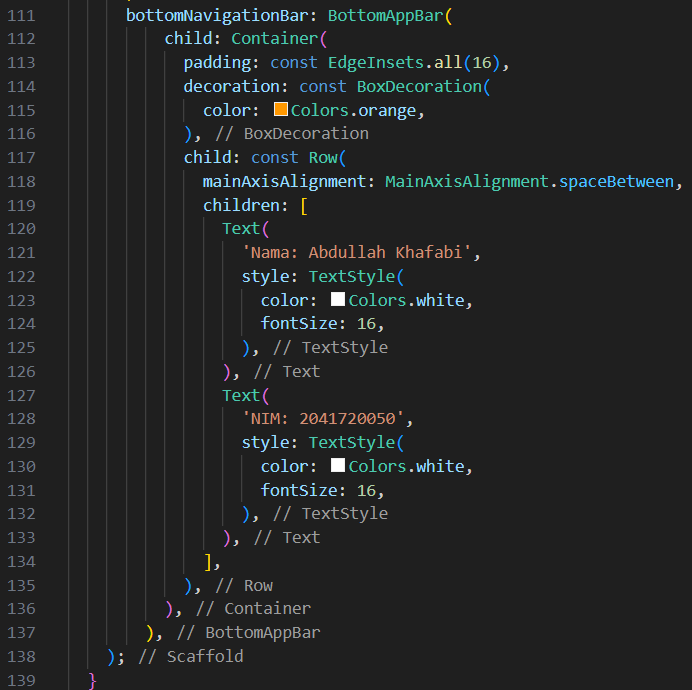 111 bottomNavigationBar: BottomAppBar(
112 child: Container(
113 padding: const EdgeInsets.all(16),
114 decoration: const BoxDecoration(
115 color: Colors.orange,
116 ), // BoxDecoration
117 child: const Row(
118 mainAxisAlignment: MainAxisAlignment.spaceBetween,
119 children: [
120 Text(
121 'Nama: Abdullah Khafabi',
122 style: TextStyle(
123 color: Colors.white,
124 fontSize: 16,
125 ), // TextStyle
126 ), // Text
127 Text(
128 'NIM: 2041720050',
129 style: TextStyle(
130 color: Colors.white,
131 fontSize: 16,
132 ), // TextStyle
133 ), // Text
134 ],
135 ), // Row
136 ), // Container
137 ), // BottomAppBar
138 ); // Scaffold
139 }